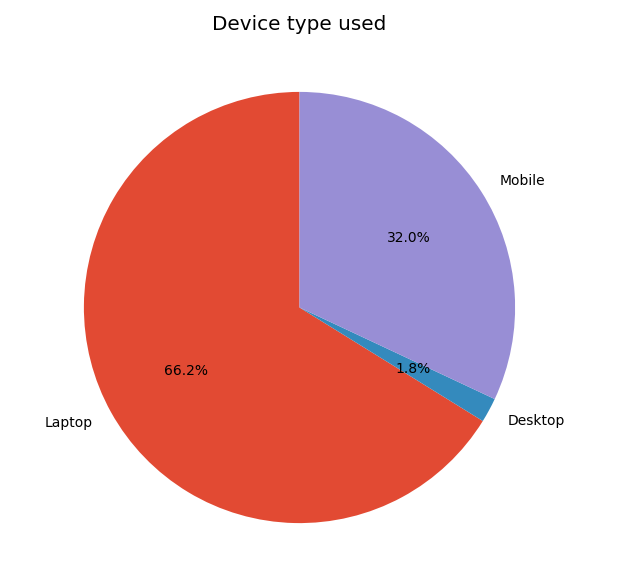 Device type used
Mobile
32.0%
1.8%
66.2%
Desktop
Laptop